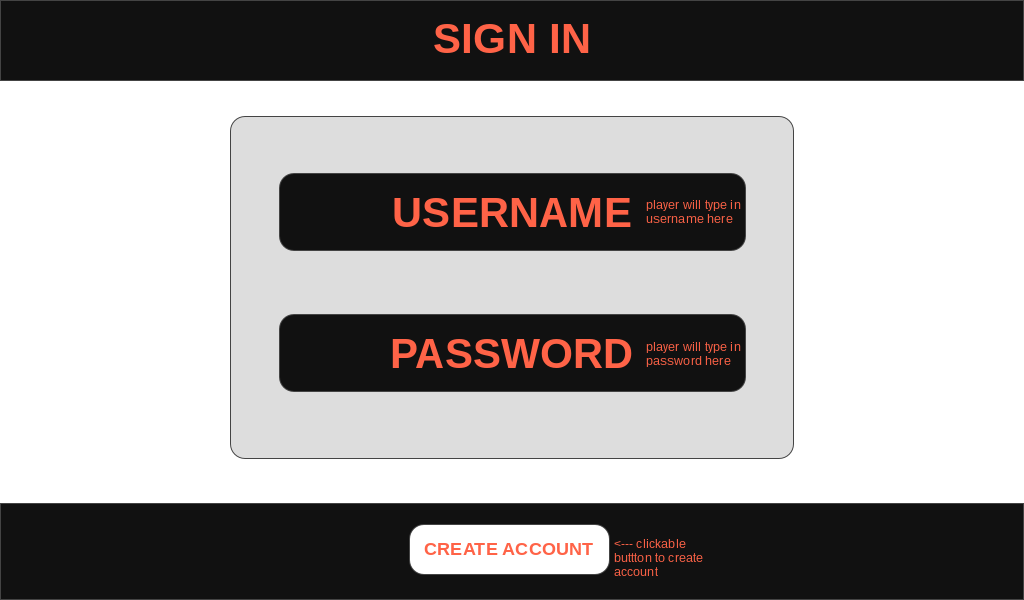 SIGN IN
USERNAME
player will type in
username here
PASSWORD
player will type in
password here
CREATE ACCOUNT
<--- clickable
buttton to create
account